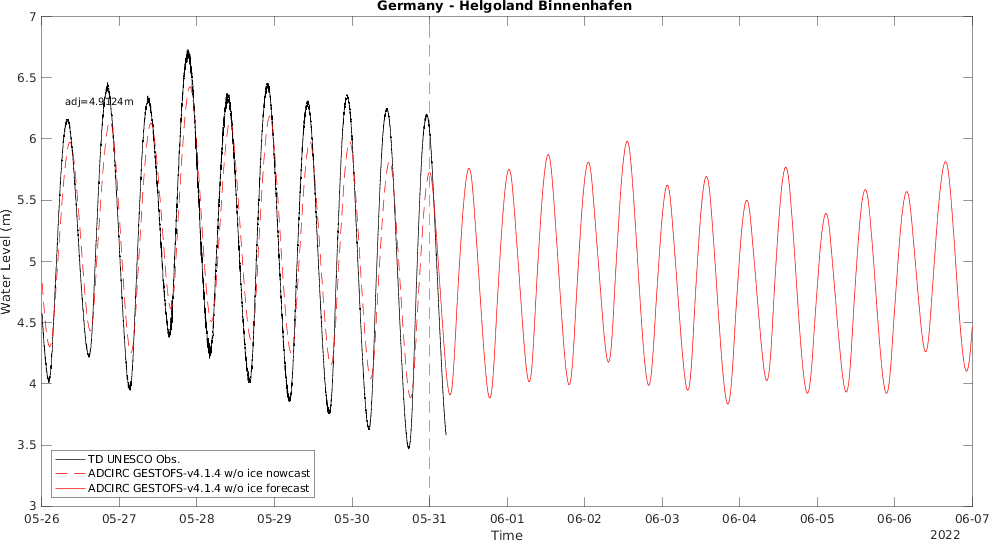 Germany - Helgoland Binnenhafen
7
6.5
adj=4.9124m
6
5.5
5
4.5
4
3.5
3
Water Level (m)
TD UNESCO Obs.
ADCIRC GESTOFS-v4.1.4 w/o ice nowcast
ADCIRC GESTOFS-v4.1.4 w/o ice forecast
05-26 05-27 05-28 05-29 05-30 05-31 06-01 06-02 06-03 06-04 06-05 06-06 06-07
Time
2022